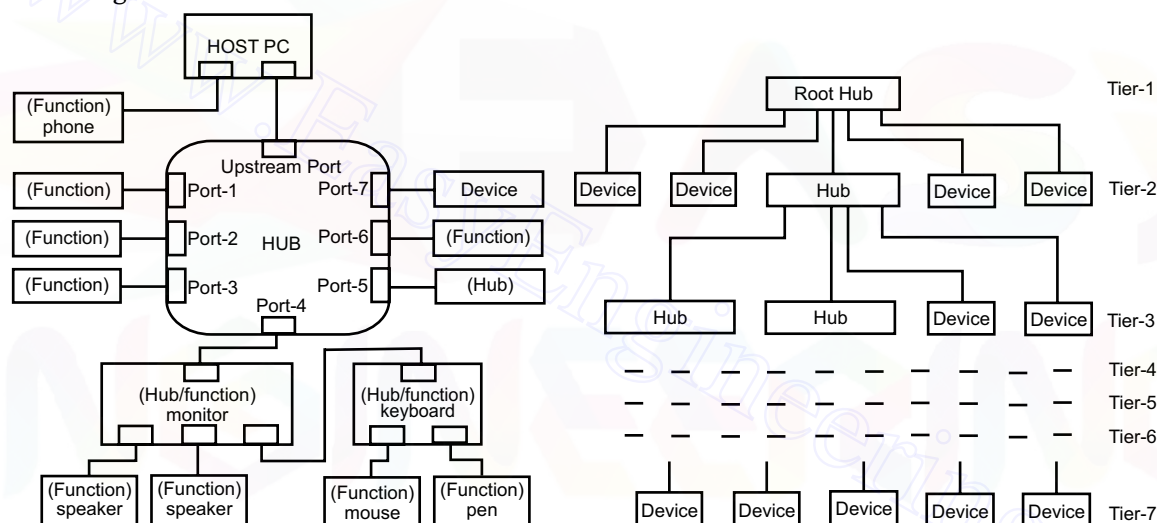 HOST PC
(Function)
phone
Upstream Port
(Function)
Port-1
Port-7
Device
(Function)
Port-2
HUB
Port-6
(Function)
(Function)
Port-3
Port-5
(Hub)
Port-4
(Hub/function)
monitor
(Hub/function)
keyboard
(Function)
speaker
(Function)
speaker
(Function)
mouse
(Function)
pen
Root Hub
Tier-1
Device
Device
Hub
Device
Device
Tier-2
Hub
Hub
Device
Device
Tier-3
Tier-4
Tier-5
Tier-6
Device
Device
Device
Device
Device
Tier-7